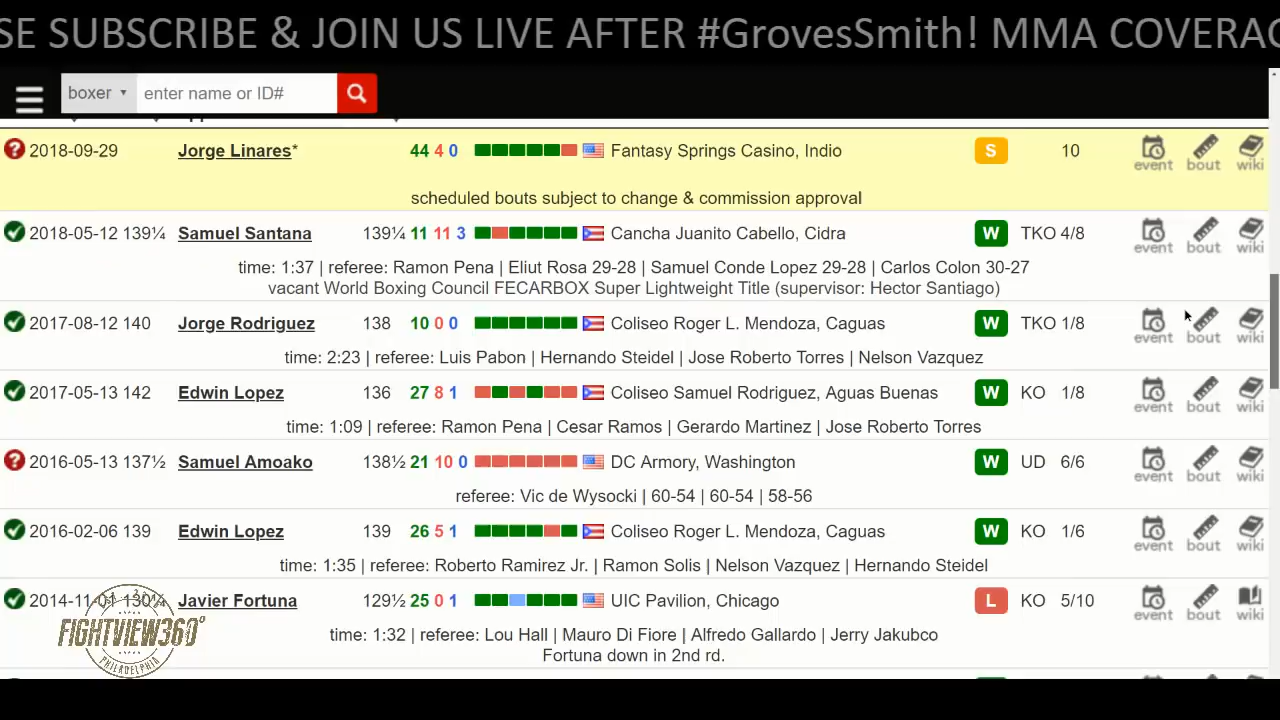 SE SUBSCRIBE & JOIN US LIVE AFTER #GrovesSmith! MMA COVERAG
boxer ▾ enter name or ID#
2018-09-29 Jorge Linares* 44 4 0 Fantasy Springs Casino, Indio S 10 event bout wiki
scheduled bouts subject to change & commission approval
2018-05-12 139¼ Samuel Santana 139¼ 11 11 3 Cancha Juanito Cabello, Cidra W TKO 4/8 event bout wiki
time: 1:37 | referee: Ramon Pena | Eliut Rosa 29-28 | Samuel Conde Lopez 29-28 | Carlos Colon 30-27
vacant World Boxing Council FECARBOX Super Lightweight Title (supervisor: Hector Santiago)
2017-08-12 140 Jorge Rodriguez 138 10 0 0 Coliseo Roger L. Mendoza, Caguas W TKO 1/8 event bout wiki
time: 2:23 | referee: Luis Pabon | Hernando Steidel | Jose Roberto Torres | Nelson Vazquez
2017-05-13 142 Edwin Lopez 136 27 8 1 Coliseo Samuel Rodriguez, Aguas Buenas W KO 1/8 event bout wiki
time: 1:09 | referee: Ramon Pena | Cesar Ramos | Gerardo Martinez | Jose Roberto Torres
2016-05-13 137½ Samuel Amoako 138½ 21 10 0 DC Armory, Washington W UD 6/6 event bout wiki
referee: Vic de Wysocki | 60-54 | 60-54 | 58-56
2016-02-06 139 Edwin Lopez 139 26 5 1 Coliseo Roger L. Mendoza, Caguas W KO 1/6 event bout wiki
time: 1:35 | referee: Roberto Ramirez Jr. | Ramon Solis | Nelson Vazquez | Hernando Steidel
Javier Fortuna 129½ 25 0 1 UIC Pavilion, Chicago L KO 5/10 event bout wiki
time: 1:32 | referee: Lou Hall | Mauro Di Fiore | Alfredo Gallardo | Jerry Jakubco
Fortuna down in 2nd rd.
FIGHTVIEW360°
PHILADELPHIA